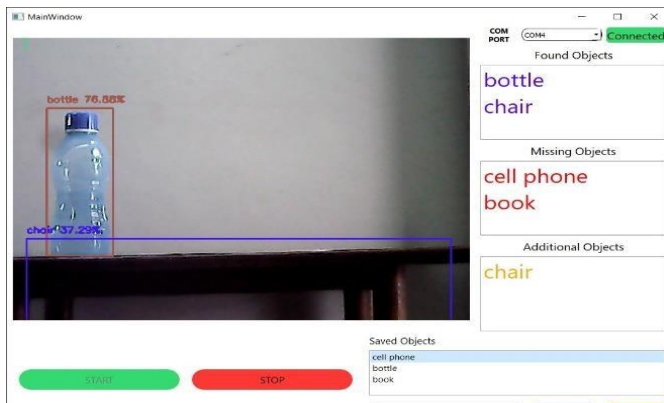 MainWindow
COM
PORT
COM4
Connected
Found Objects
bottle
chair
bottle 76.88%
chair 37.29%
Missing Objects
cell phone
book
Additional Objects
chair
Saved Objects
cell phone
bottle
book
START
STOP